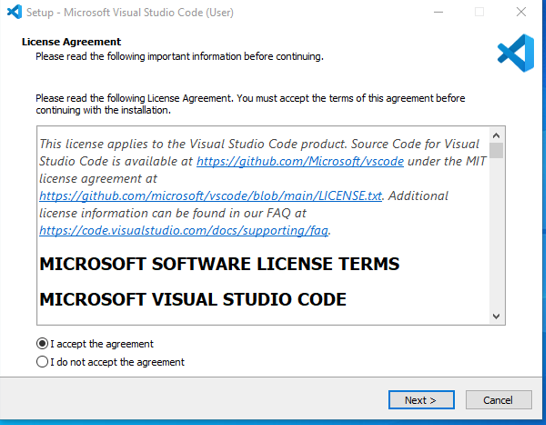 Setup - Microsoft Visual Studio Code (User)
License Agreement
Please read the following important information before continuing.
Please read the following License Agreement. You must accept the terms of this agreement before
continuing with the installation.
This license applies to the Visual Studio Code product. Source Code for Visual
Studio Code is available at https://github.com/Microsoft/vscode under the MIT
license agreement at
https://github.com/microsoft/vscode/blob/main/LICENSE.txt. Additional
license information can be found in our FAQ at
https://code.visualstudio.com/docs/supporting/faq.
MICROSOFT SOFTWARE LICENSE TERMS
MICROSOFT VISUAL STUDIO CODE
I accept the agreement
I do not accept the agreement
Next >
Cancel